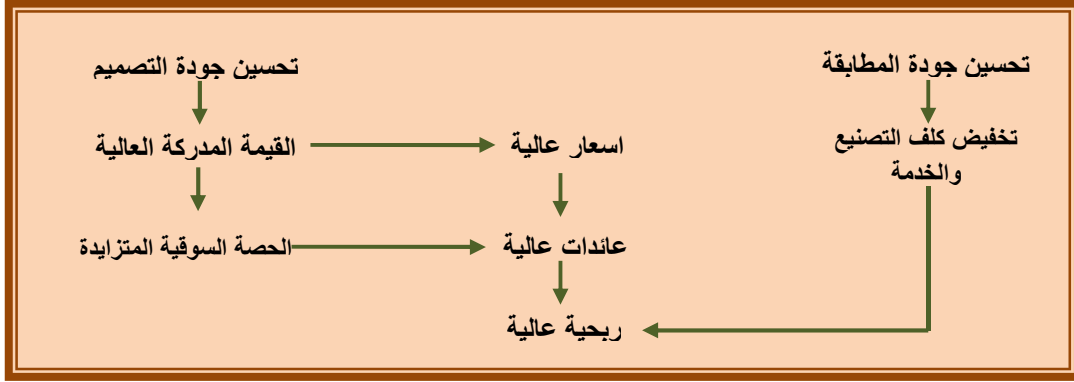 تحسين جودة المطابقة
تحسين جودة التصميم
تخفيض كلف التصنيع
والخدمة
اسعار عالية
القيمة المدركة العالية
عائدات عالية
الحصة السوقية المتزايدة
ربحية عالية